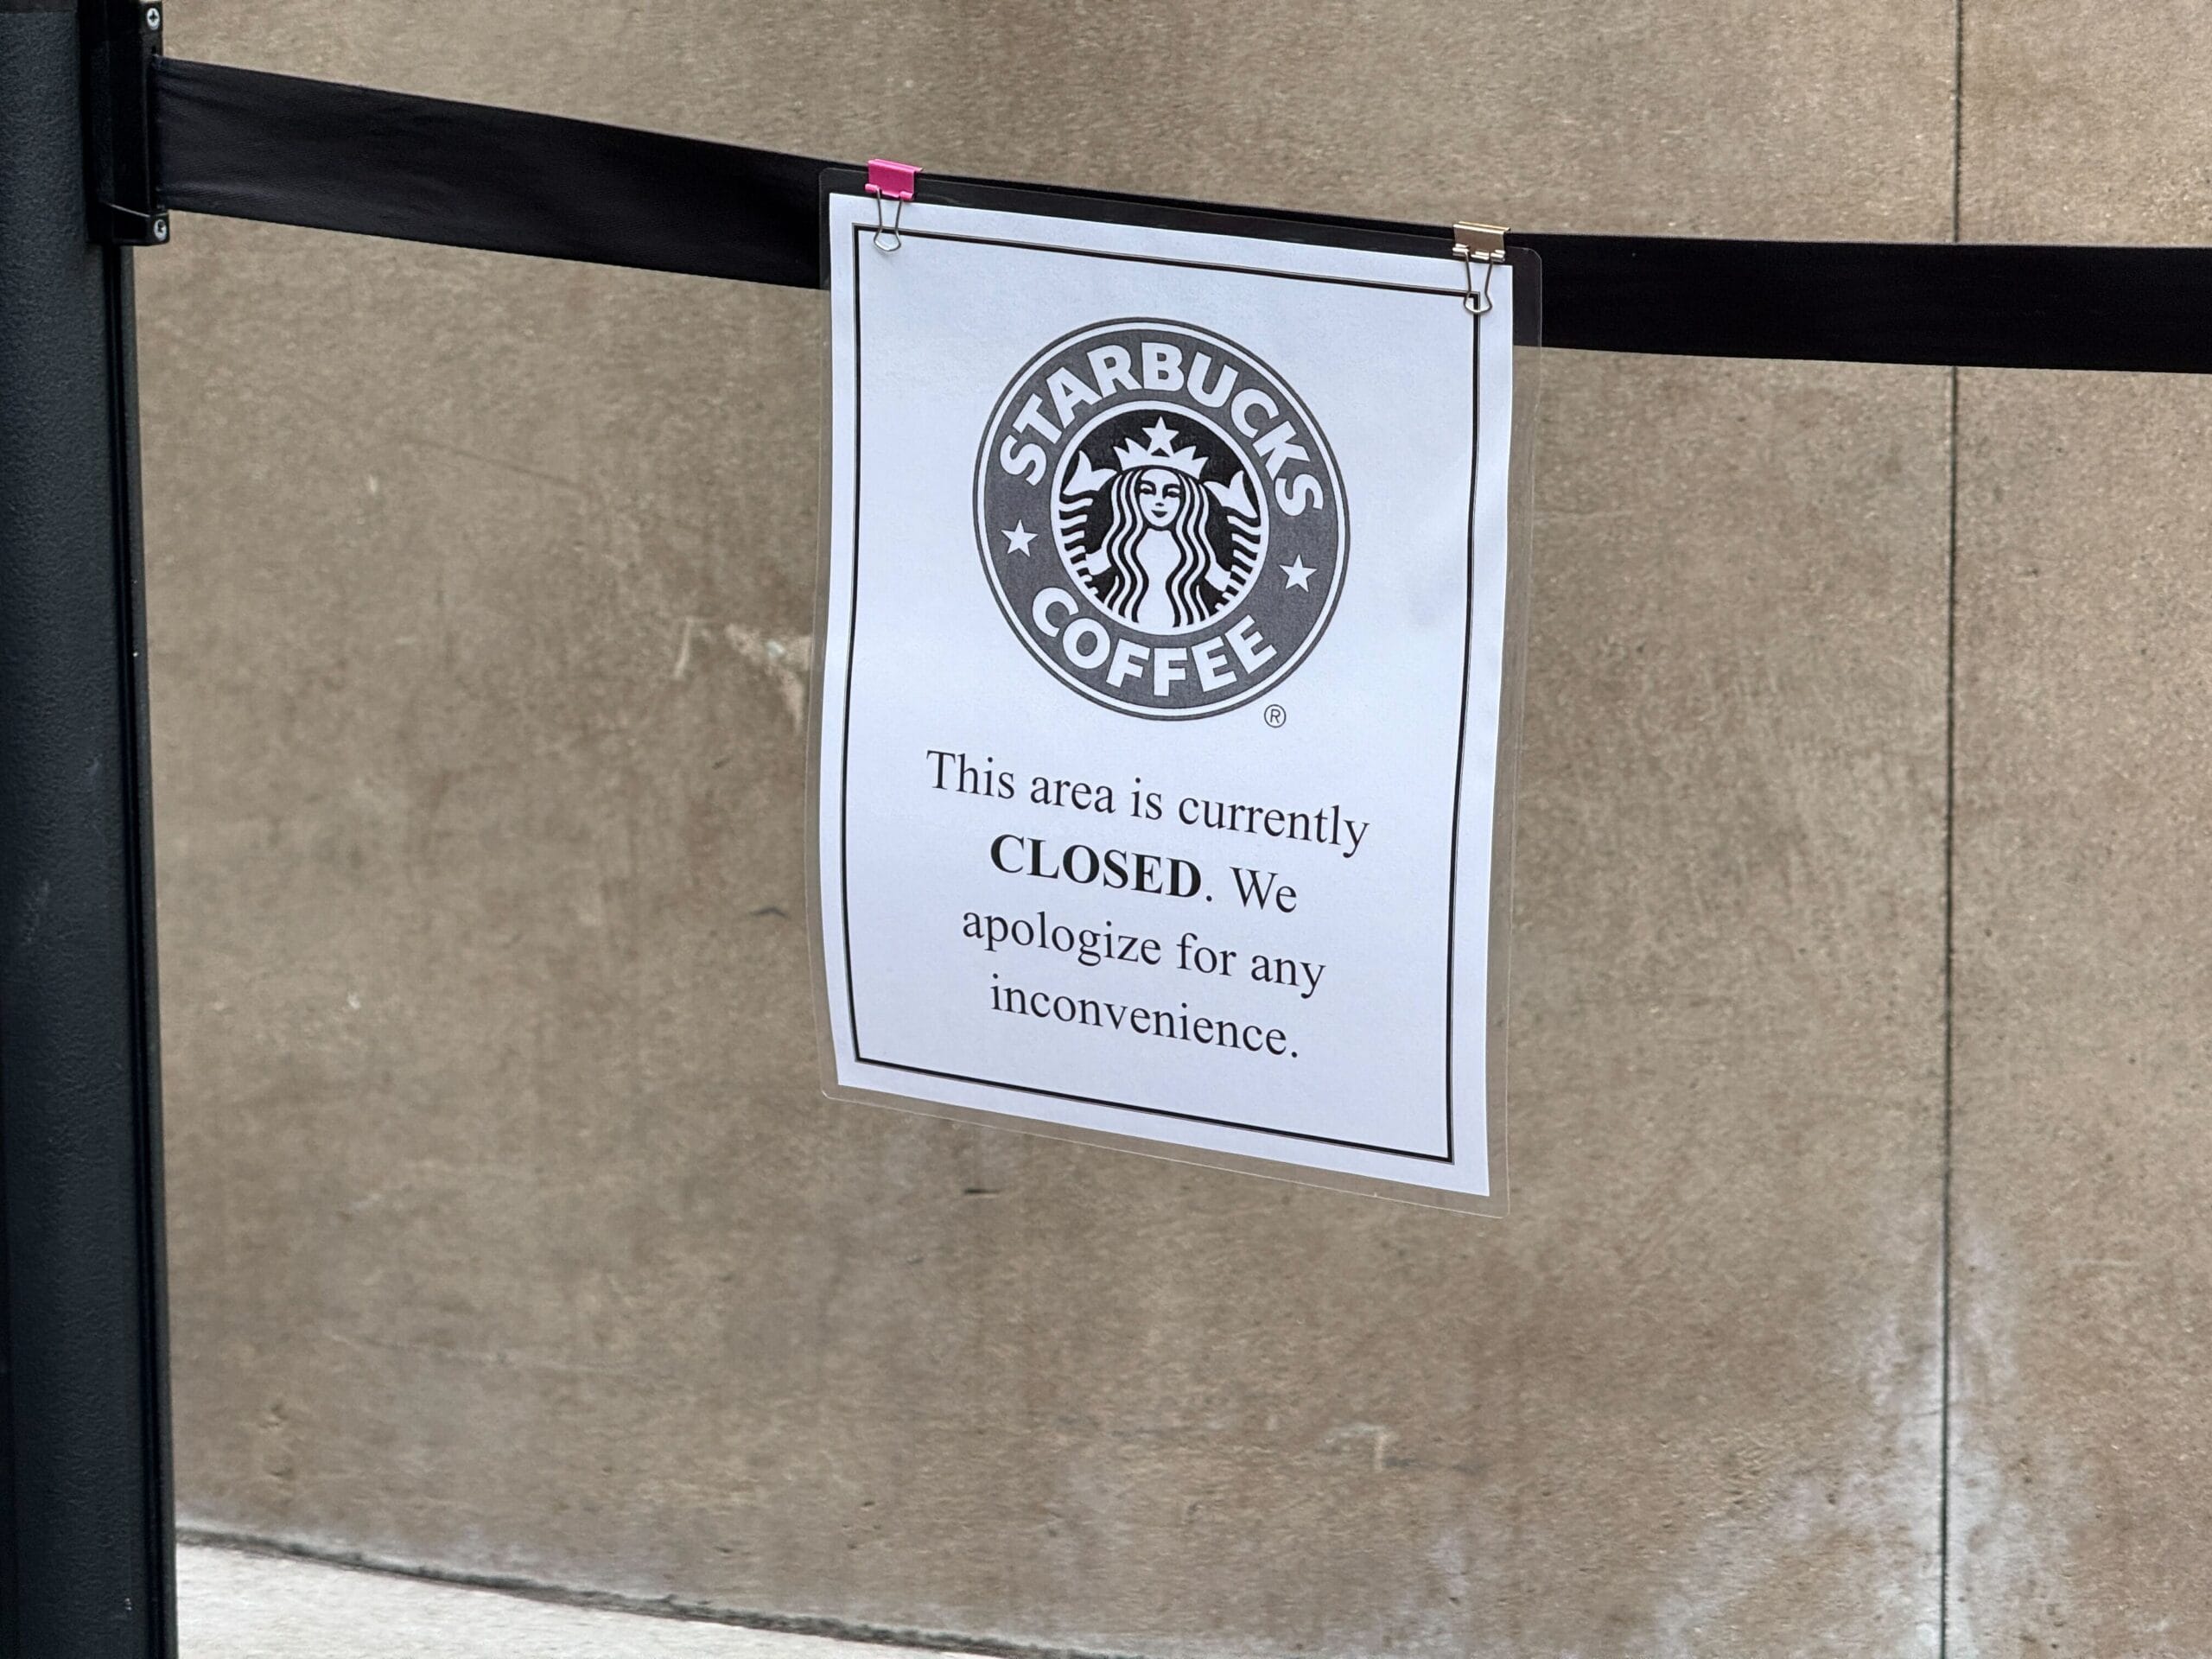 STARBUCKS
COFFEE
®
This area is currently
CLOSED. We
apologize for any
inconvenience.